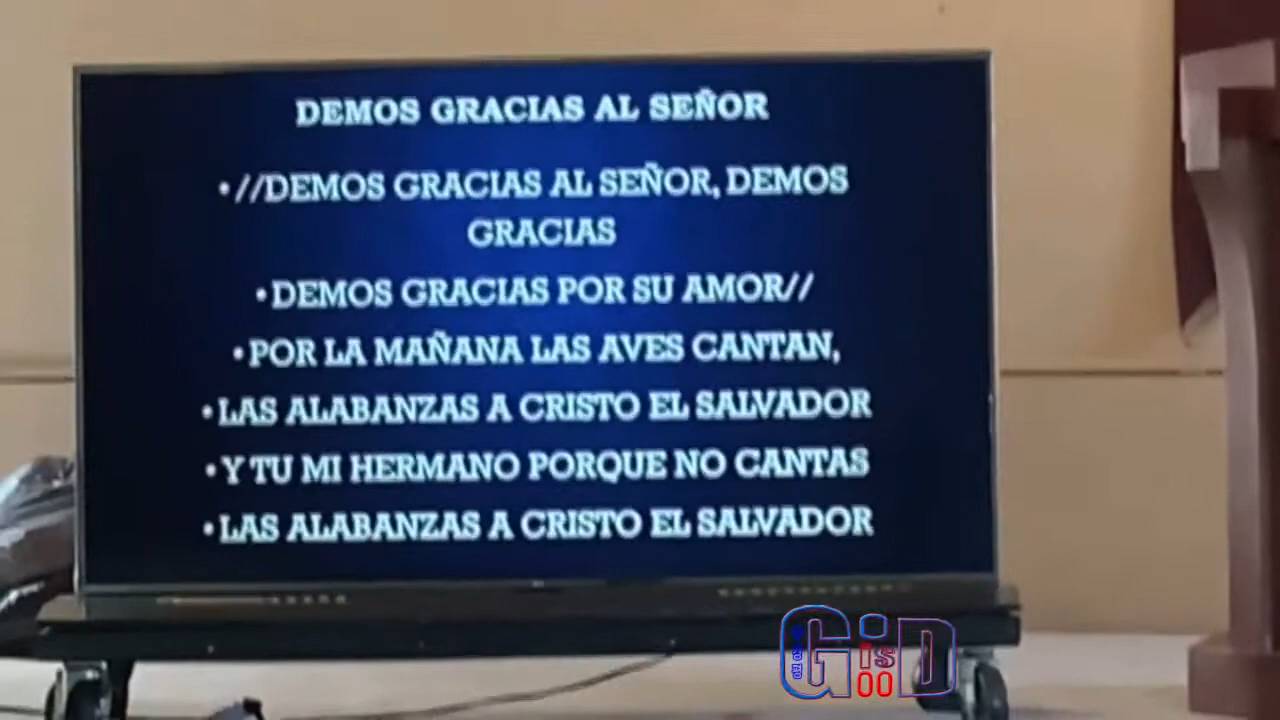 DEMOS GRACIAS AL SEÑOR
•//DEMOS GRACIAS AL SEÑOR, DEMOS
GRACIAS
•DEMOS GRACIAS POR SU AMOR//
•POR LA MAÑANA LAS AVES CANTAN,
•LAS ALABANZAS A CRISTO EL SALVADOR
•Y TU MI HERMANO PORQUE NO CANTAS
•LAS ALABANZAS A CRISTO EL SALVADOR
GisD